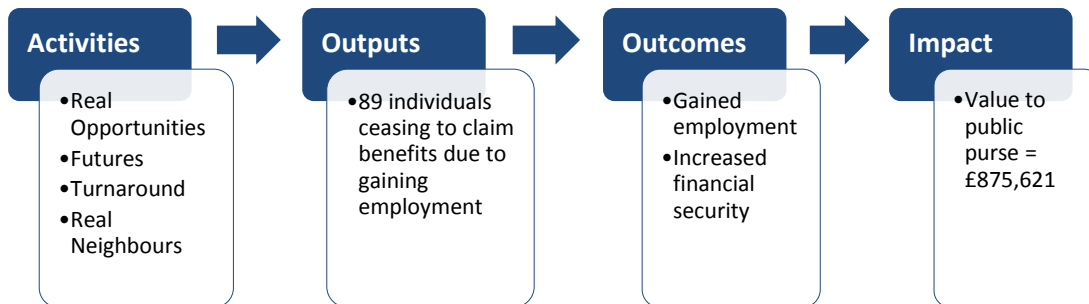 Activities
•Real
Opportunities
•Futures
•Turnaround
•Real
Neighbours
Outputs
•89 individuals
ceasing to claim
benefits due to
gaining
employment
Outcomes
•Gained
employment
•Increased
financial
security
Impact
•Value to
public
purse =
£875,621